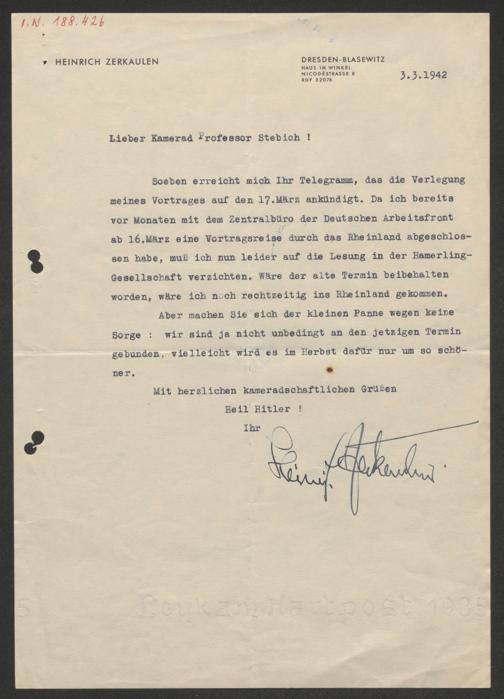 I.N. 188.426
HEINRICH ZERKAULEN
DRESDEN-BLASEWITZ
HAUS IM WINKEL
NICODÉSTRASSE 8
RUF 32076
3.3.1942
Lieber Kamerad Professor Stebich !
Soeben erreicht mich Ihr Telegramm, das die Verlegung
meines Vortrages auf den 17.März ankündigt. Da ich bereits
vor Monaten mit dem Zentralbüro der Deutschen Arbeitsfront
ab 16.März eine Vortragsreise durch das Rheinland abgeschlos-
sen habe, muß ich nun leider auf die Lesung in der Hamerling-
Gesellschaft verzichten. Wäre der alte Termin beibehalten
worden, wäre ich noch rechtzeitig ins Rheinland gekommen.
Aber machen Sie sich der kleinen Panne wegen keine
Sorge : wir sind ja nicht unbedingt an den jetzigen Termin
gebunden, vielleicht wird es im Herbst dafür nur um so schö-
ner.
Mit herzlichen kameradschaftlichen Grüßen
Heil Hitler !
Ihr
Heinr. Zerkaulen.
Leykam Hartpost 1935